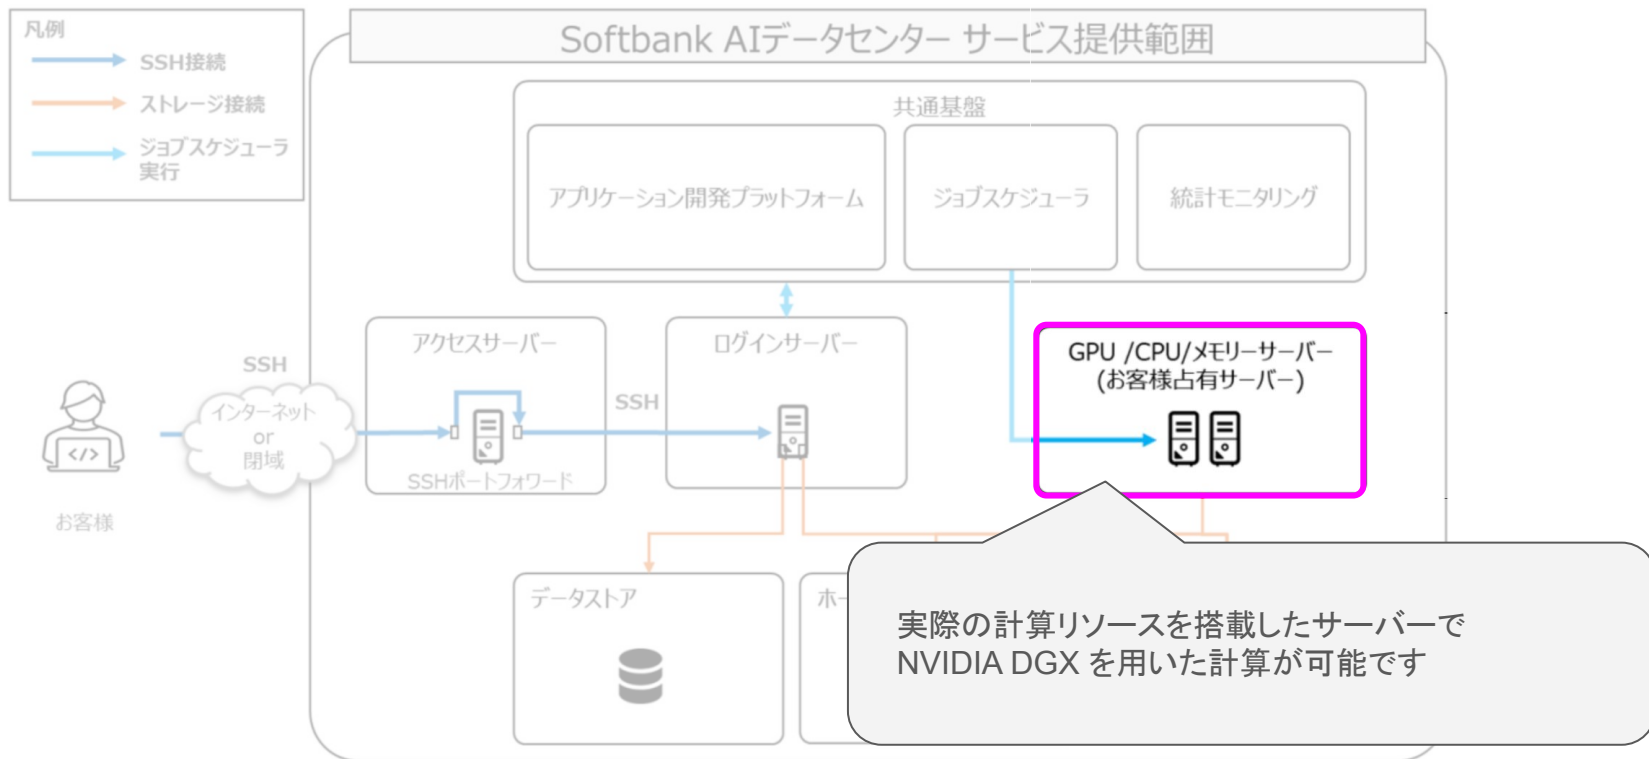 凡例
SSH接続
ストレージ接続
ジョブスケジューラ
実行
Softbank AIデータセンター サービス提供範囲
共通基盤
アプリケーション開発プラットフォーム
ジョブスケジューラ
統計モニタリング
アクセスサーバー
SSHポートフォワード
ログインサーバー
GPU /CPU/メモリーサーバー
(お客様占有サーバー)
SSH
インターネット
or
閉域
SSH
</>
お客様
データストア
ホー
実際の計算リソースを搭載したサーバーで
NVIDIA DGX を用いた計算が可能です